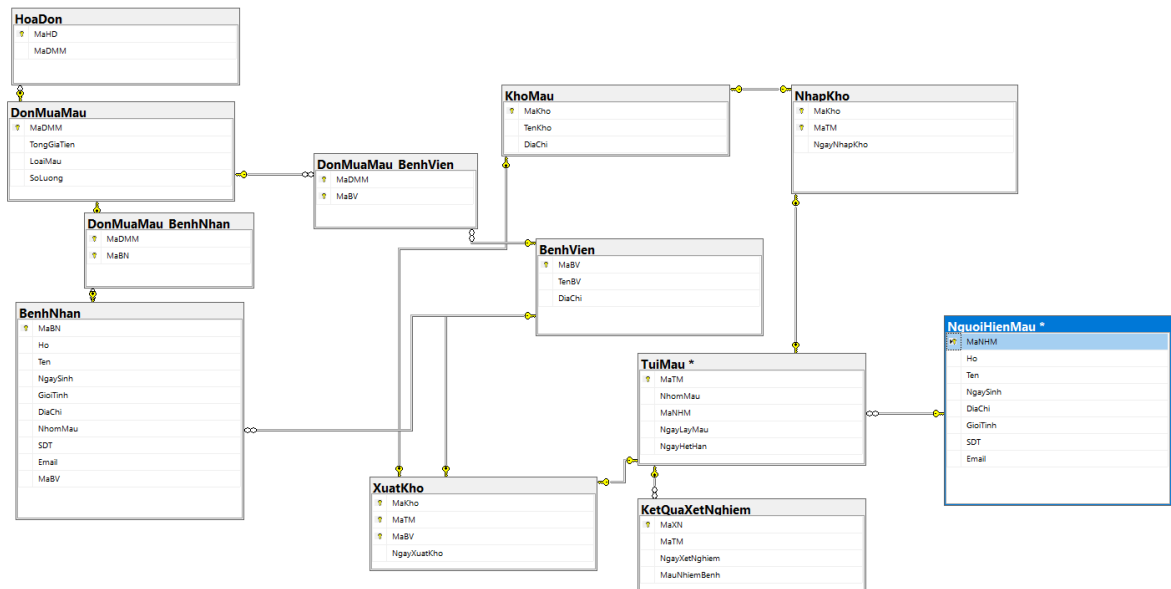 HoaDon
MaHD
MaDMM
DonMuaMau
MaDMM
TongGiaTien
LoaiMau
SoLuong
DonMuaMau_BenhVien
MaDMM
MaBV
DonMuaMau_BenhNhan
MaDMM
MaBN
BenhNhan
MaBN
Ho
Ten
NgaySinh
GioiTinh
DiaChi
NhomMau
SDT
Email
MaBV
KhoMau
MaKho
TenKho
DiaChi
NhapKho
MaKho
MaTM
NgayNhapKho
BenhVien
MaBV
TenBV
DiaChi
TuiMau *
MaTM
NhomMau
MaNHM
NgayLayMau
NgayHetHan
NguoiHienMau *
MaNHM
Ho
Ten
NgaySinh
DiaChi
GioiTinh
SDT
Email
XuatKho
MaKho
MaTM
MaBV
NgayXuatKho
KetQuaXetNghiem
MaXN
MaTM
NgayXetNghiem
MauNhiemBenh